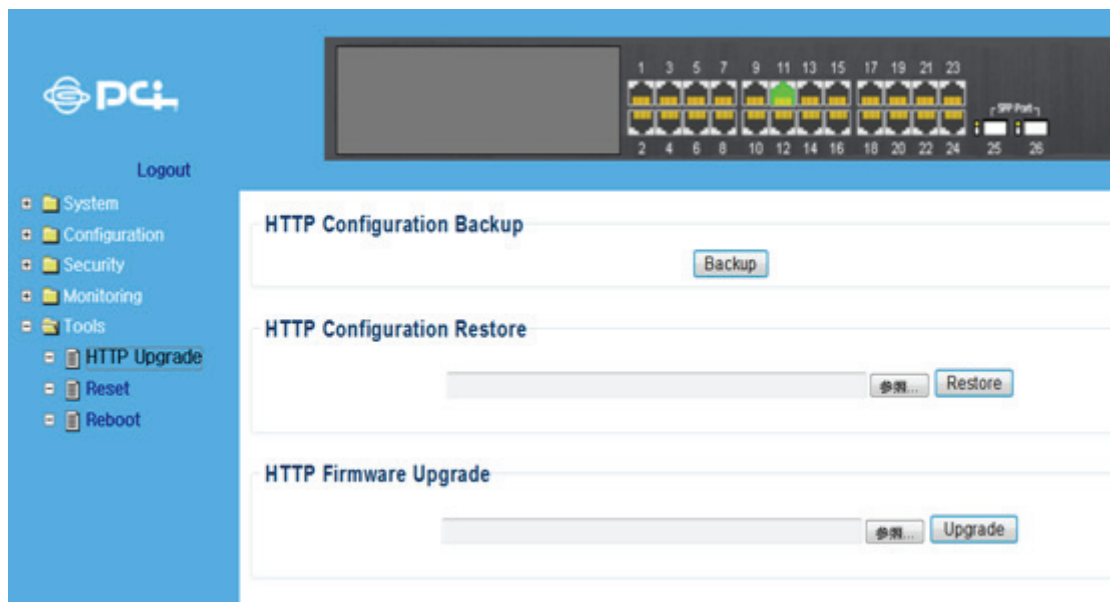 PCi
1 3 5 7 9 11 13 15 17 19 21 23
SFP Port
2 4 6 8 10 12 14 16 18 20 22 24 25 26
Logout
System
Configuration
Security
Monitoring
Tools
HTTP Upgrade
Reset
Reboot
HTTP Configuration Backup
Backup
HTTP Configuration Restore
参照... Restore
HTTP Firmware Upgrade
参照... Upgrade